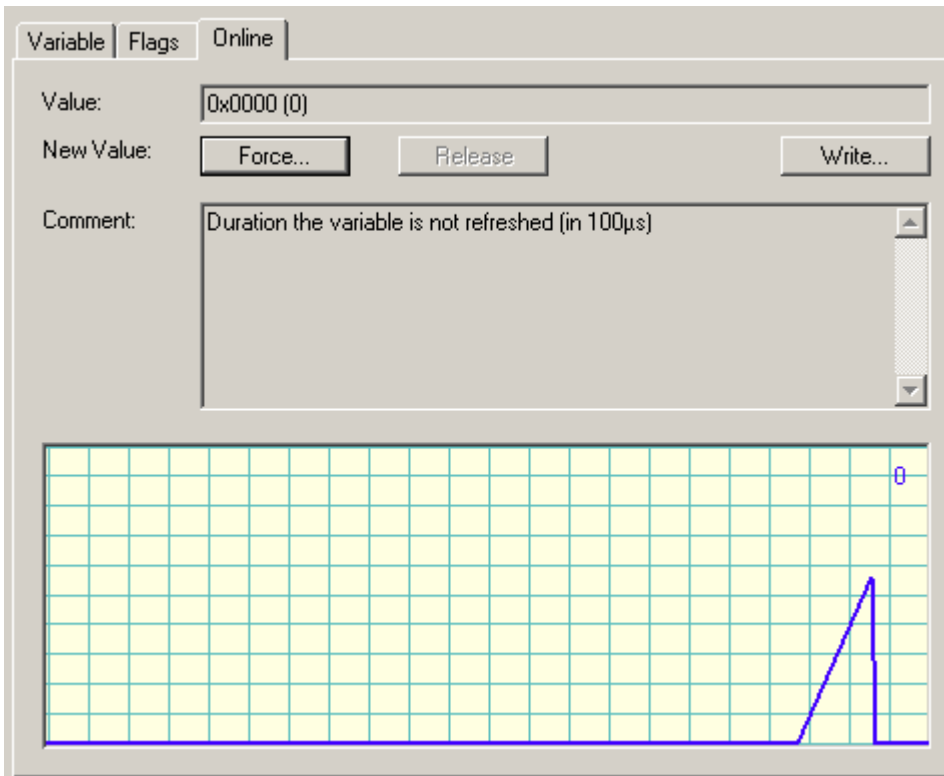 Variable Flags Online
Value: 0x0000 (0)
New Value: Force... Release Write...
Comment: Duration the variable is not refreshed (in 100µs)
0